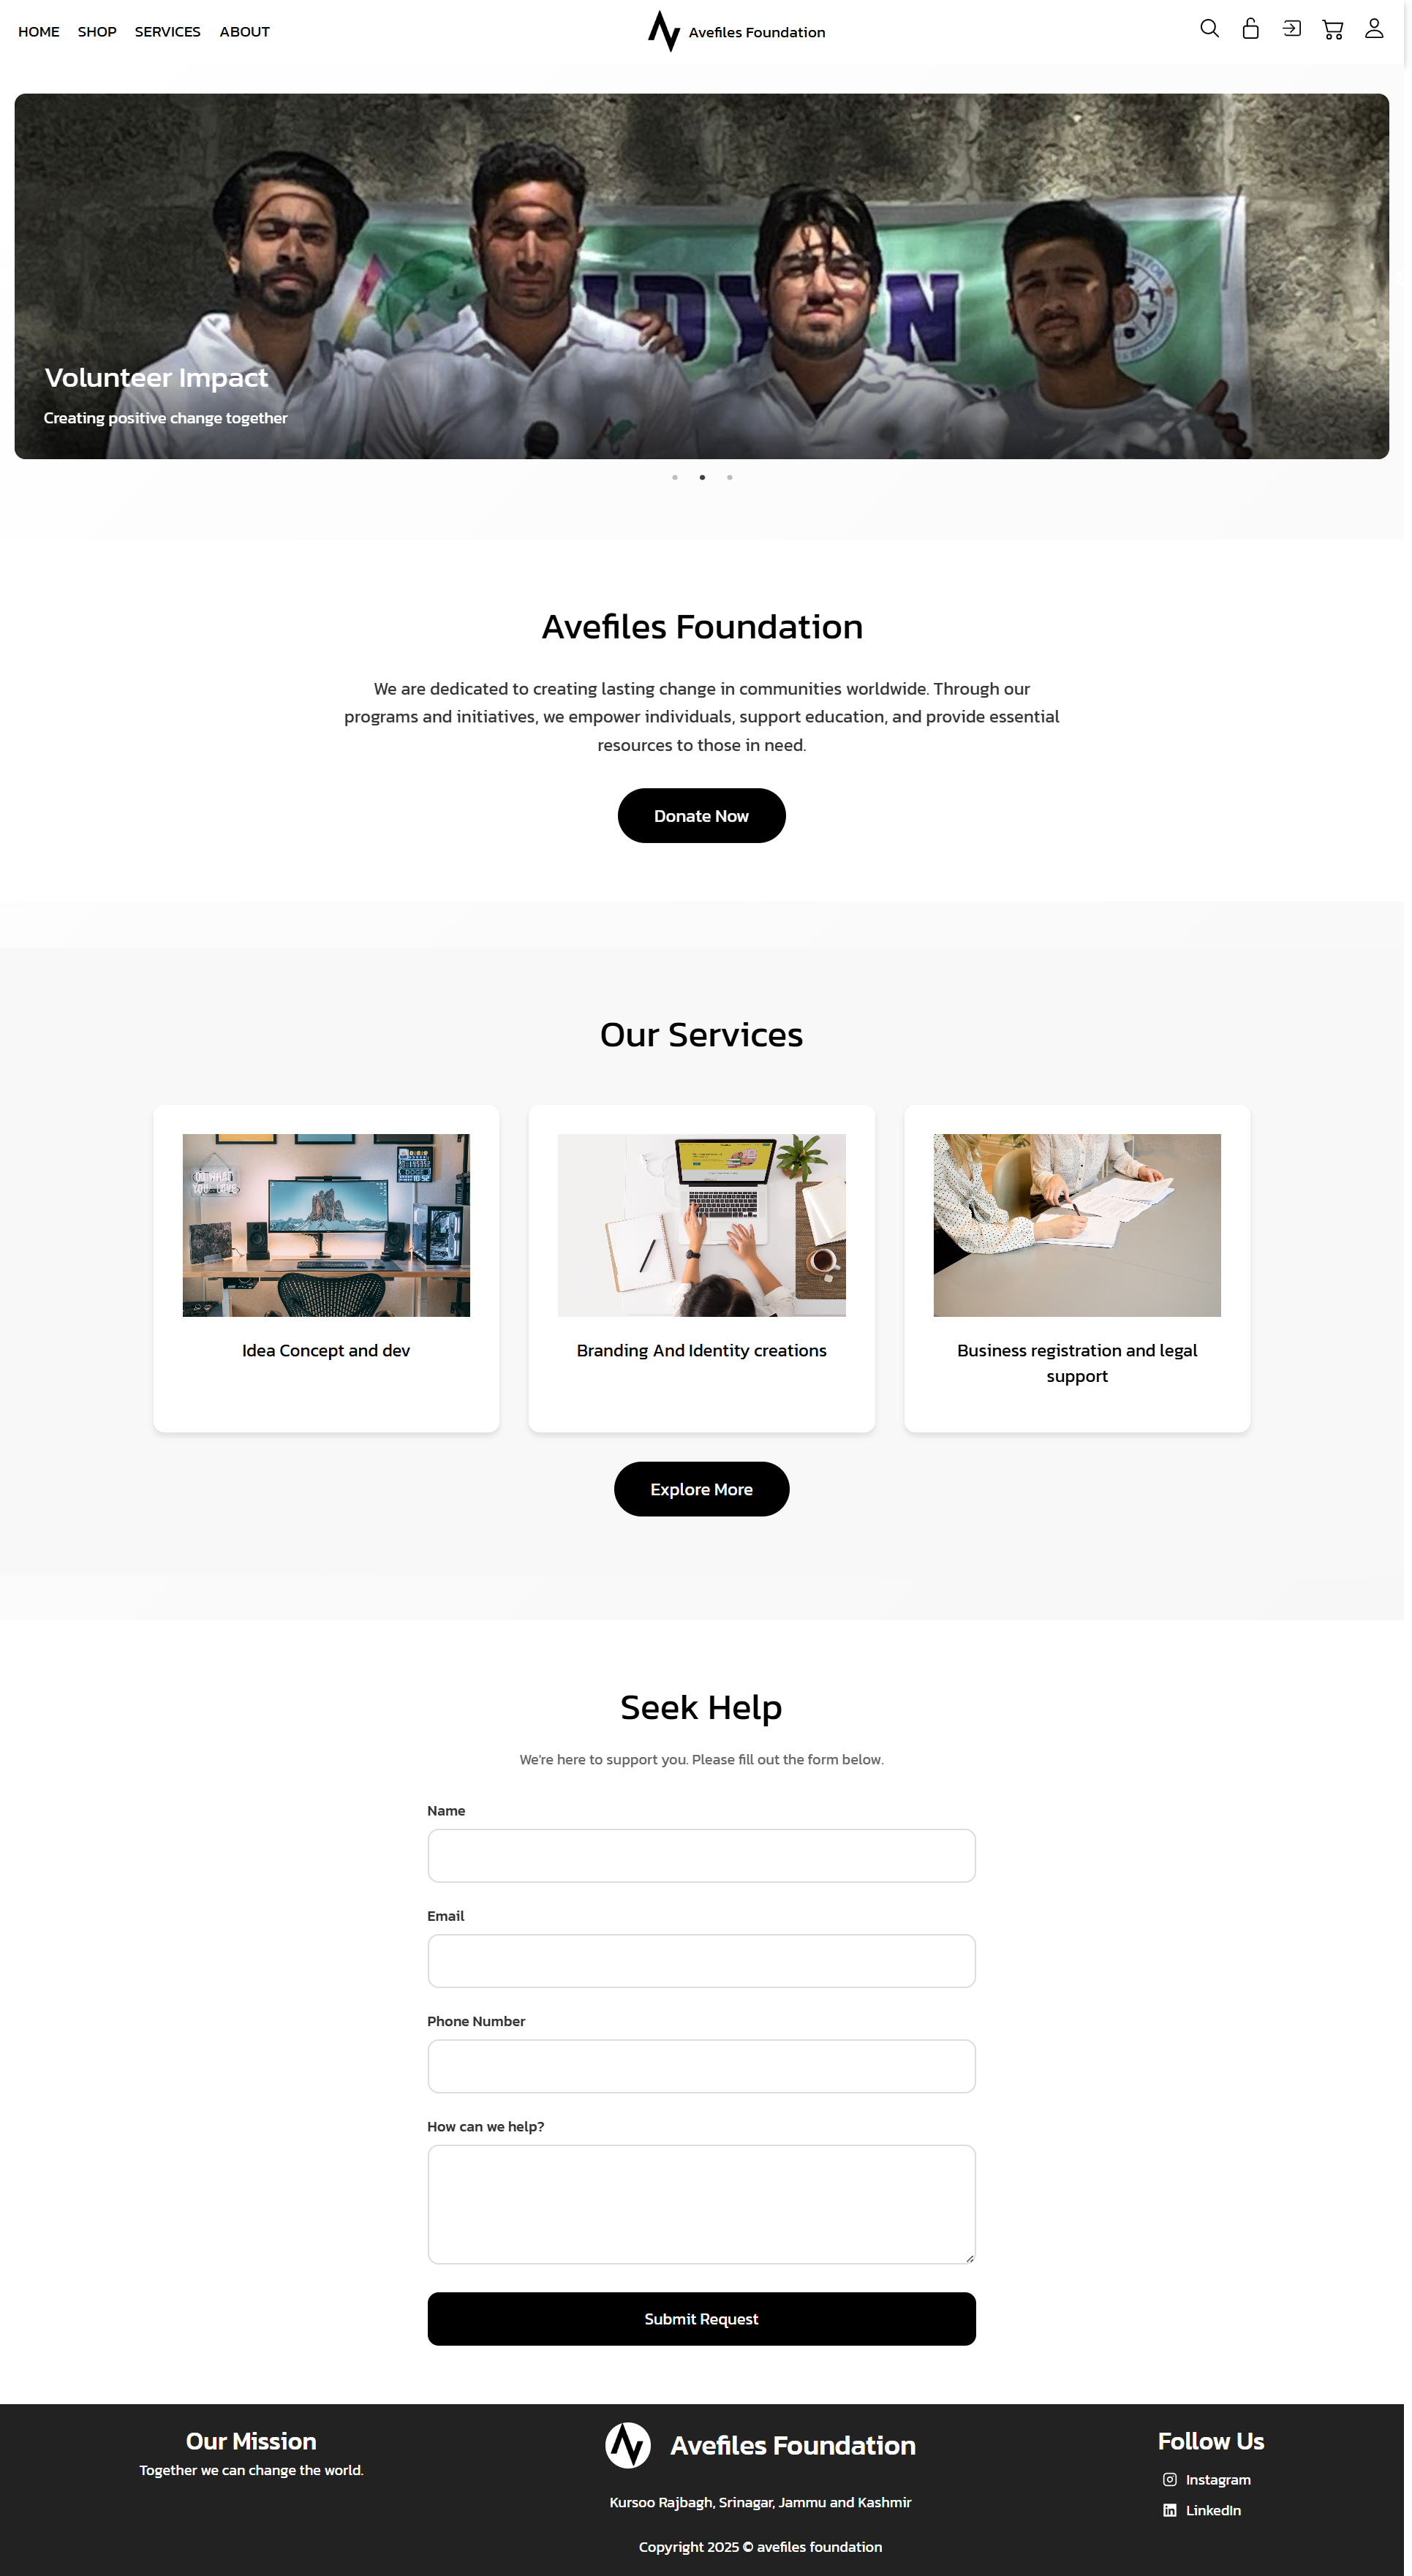 HOME SHOP SERVICES ABOUT
Avefiles Foundation
Volunteer Impact
Creating positive change together
Avefiles Foundation
We are dedicated to creating lasting change in communities worldwide. Through our
programs and initiatives, we empower individuals, support education, and provide essential
resources to those in need.
Donate Now
Our Services
Idea Concept and dev
Branding And Identity creations
Business registration and legal
support
Explore More
Seek Help
We're here to support you. Please fill out the form below.
Name
Email
Phone Number
How can we help?
Submit Request
Our Mission
Together we can change the world.
Avefiles Foundation
Kursoo Rajbagh, Srinagar, Jammu and Kashmir
Copyright 2025 © avefiles foundation
Follow Us
Instagram
LinkedIn